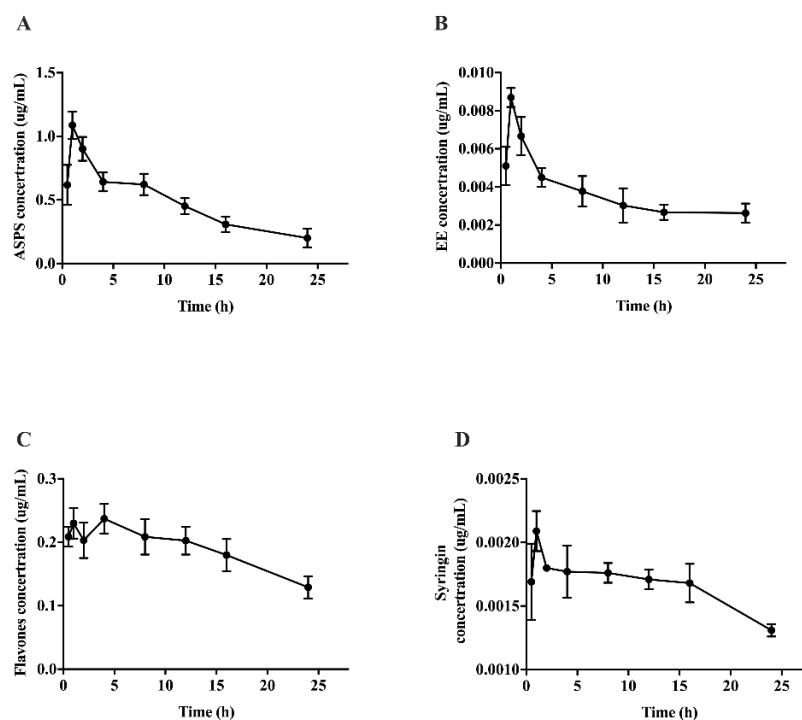 A
ASPS concertration (ug/mL)
1.5
1.0
0.5
0.0
0 5 10 15 20 25
Time (h)
B
EE concertration (ug/mL)
0.010
0.008
0.006
0.004
0.002
0.000
0 5 10 15 20 25
Time (h)
C
Flavones concertration (ug/mL)
0.3
0.2
0.1
0.0
0 5 10 15 20 25
Time (h)
D
Syringin
concertration (ug/mL)
0.0025
0.0020
0.0015
0.0010
0 5 10 15 20 25
Time (h)